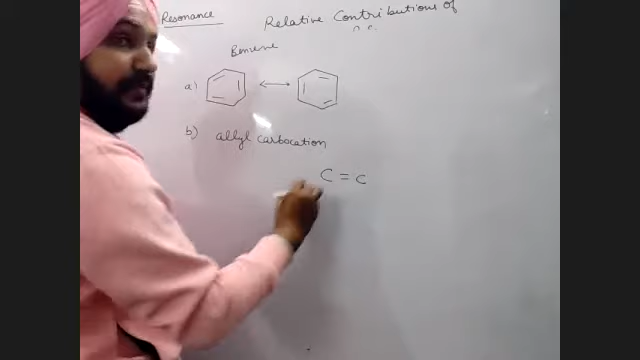 Resonance
Relative Contributions of
Benzene
a)
b) allyl carbocation
C = C